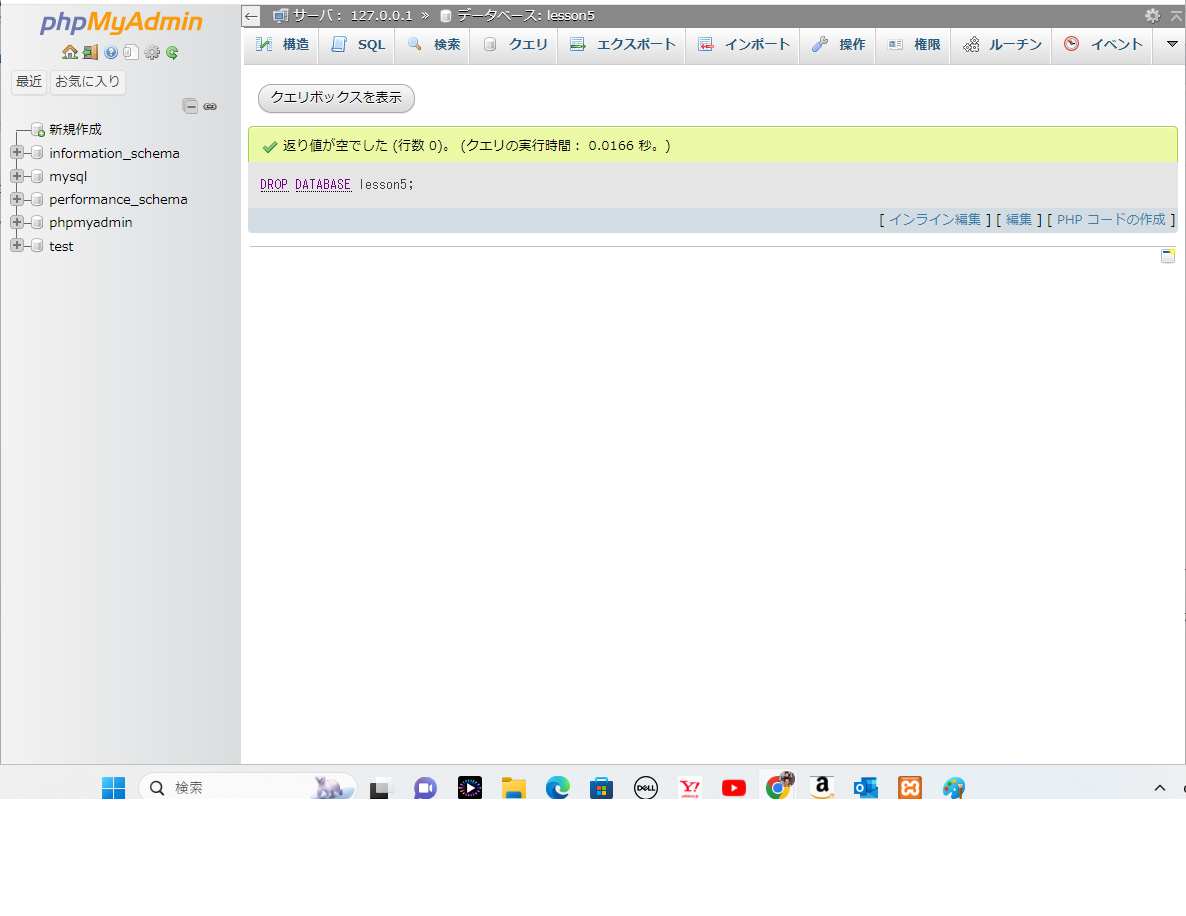 phpMyAdmin
最近 お気に入り
新規作成
information_schema
mysql
performance_schema
phpmyadmin
test
← サーバ: 127.0.0.1 » データベース: lesson5
構造 SQL 検索 クエリ エクスポート インポート 操作 権限 ルーチン イベント
クエリボックスを表示
返り値が空でした (行数 0)。 (クエリの実行時間: 0.0166 秒。)
DROP DATABASE lesson5;
[ インライン編集 ] [ 編集 ] [ PHP コードの作成 ]
検索
DELL
Y!
a